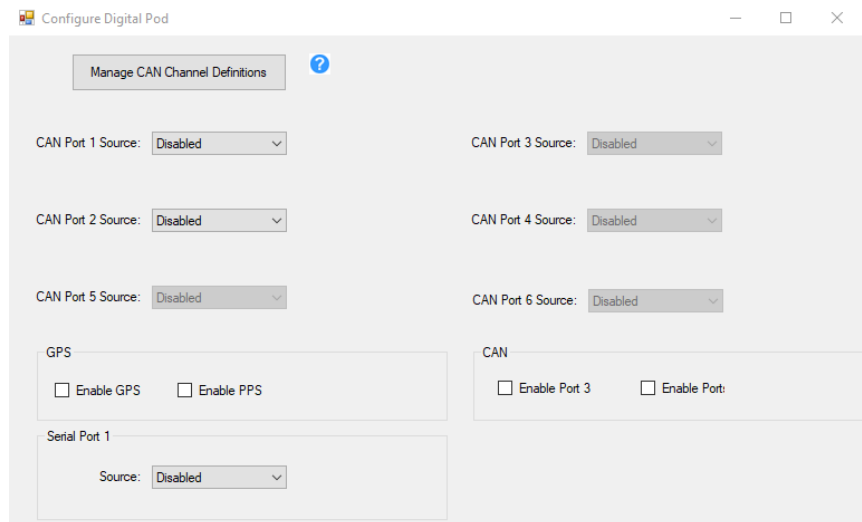 Configure Digital Pod
Manage CAN Channel Definitions
?
CAN Port 1 Source: Disabled
CAN Port 3 Source: Disabled
CAN Port 2 Source: Disabled
CAN Port 4 Source: Disabled
CAN Port 5 Source: Disabled
CAN Port 6 Source: Disabled
GPS
Enable GPS
Enable PPS
CAN
Enable Port 3
Enable Port
Serial Port 1
Source: Disabled